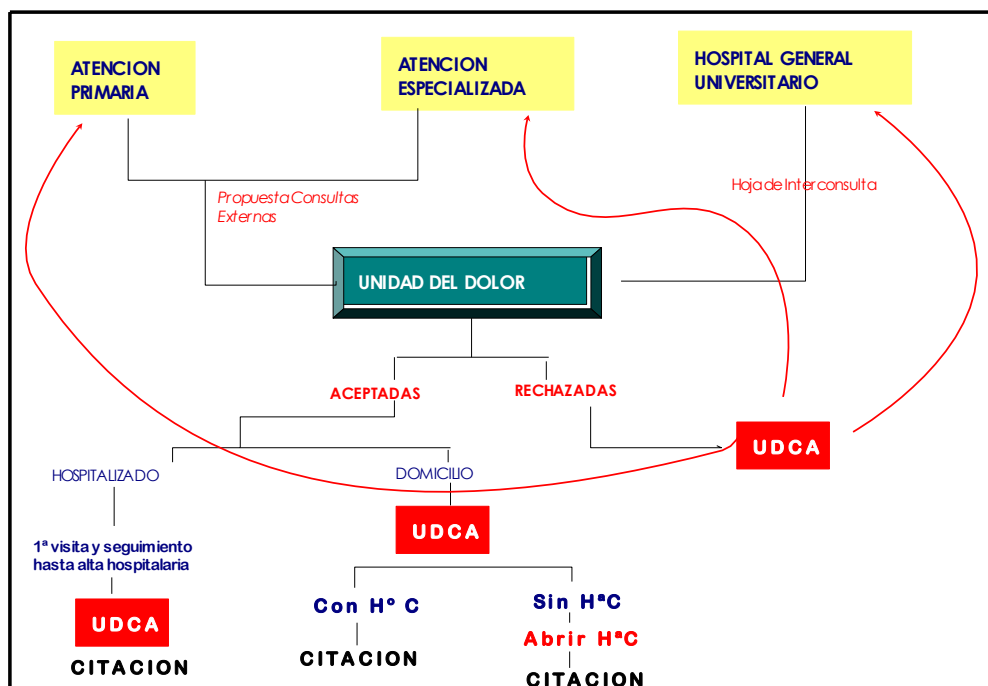 ATENCION
PRIMARIA
ATENCION
ESPECIALIZADA
HOSPITAL GENERAL
UNIVERSITARIO
Propuesta Consultas
Externas
Hoja de Interconsulta
UNIDAD DEL DOLOR
ACEPTADAS
RECHAZADAS
UDCA
HOSPITALIZADO
DOMICILIO
UDCA
1ª visita y seguimiento
hasta alta hospitalaria
UDCA
CITACION
Con Hº C
CITACION
Sin HªC
Abrir HªC
CITACION